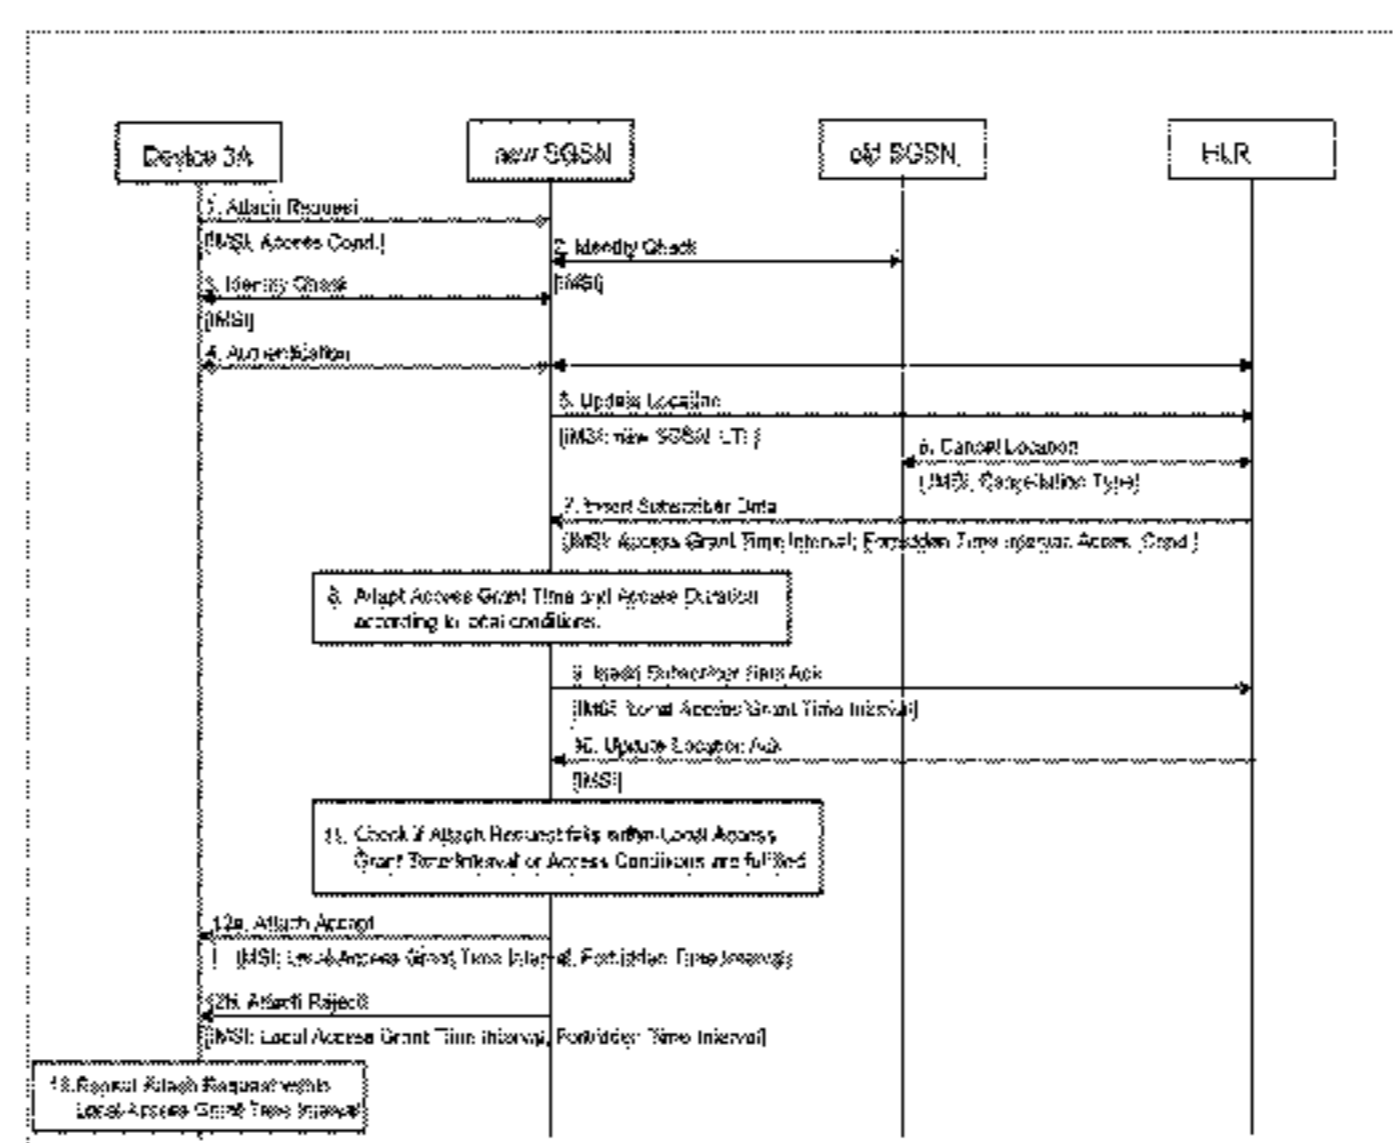 Device 3A
new SGSN
old SGSN
HLR
1. Attach Request
[IMSI, Access Cond.]
2. Identity Check
[IMSI]
3. Identity Check
[IMSI]
4. Authentication
5. Update Location
[IMSI; new SGSN
6. Cancel Location
[IMSI, Cancellation Type]
7. Insert Subscriber Data
[IMSI; Access Grant Time Interval; Forbidden Time Interval; Access Cond.]
8. Adapt Access Grant Time and Access Duration
according to local conditions.
9. Insert Subscriber Data Ack
[IMSI; Local Access Grant Time Interval]
10. Update Location Ack
[IMSI]
11. Check if Attach Request falls within Local Access
Grant Time Interval or Access Conditions are fulfilled
12a. Attach Accept
[IMSI; Local Access Grant Time Interval, Forbidden Time Interval]
12b. Attach Reject
[IMSI; Local Access Grant Time Interval, Forbidden Time Interval]
13. Repeat Attach Request within
Local Access Grant Time Interval